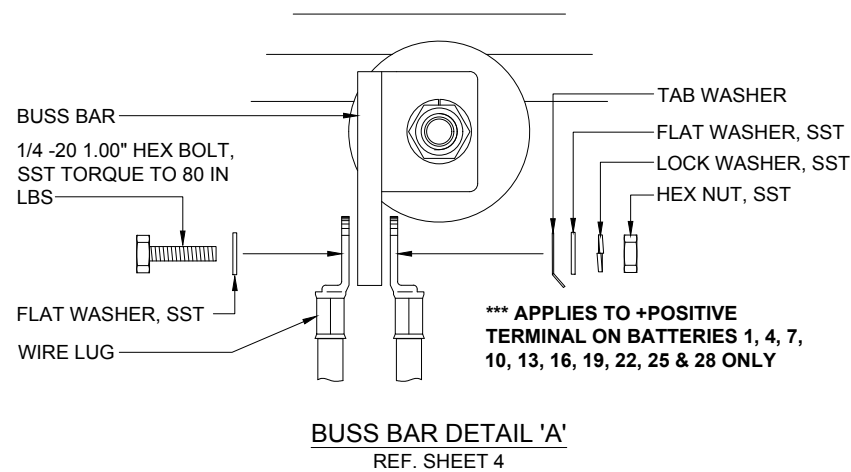 BUSS BAR
1/4 -20 1.00" HEX BOLT,
SST TORQUE TO 80 IN
LBS
FLAT WASHER, SST
WIRE LUG
TAB WASHER
FLAT WASHER, SST
LOCK WASHER, SST
HEX NUT, SST
*** APPLIES TO +POSITIVE
TERMINAL ON BATTERIES 1, 4, 7,
10, 13, 16, 19, 22, 25 & 28 ONLY
BUSS BAR DETAIL 'A'
REF. SHEET 4